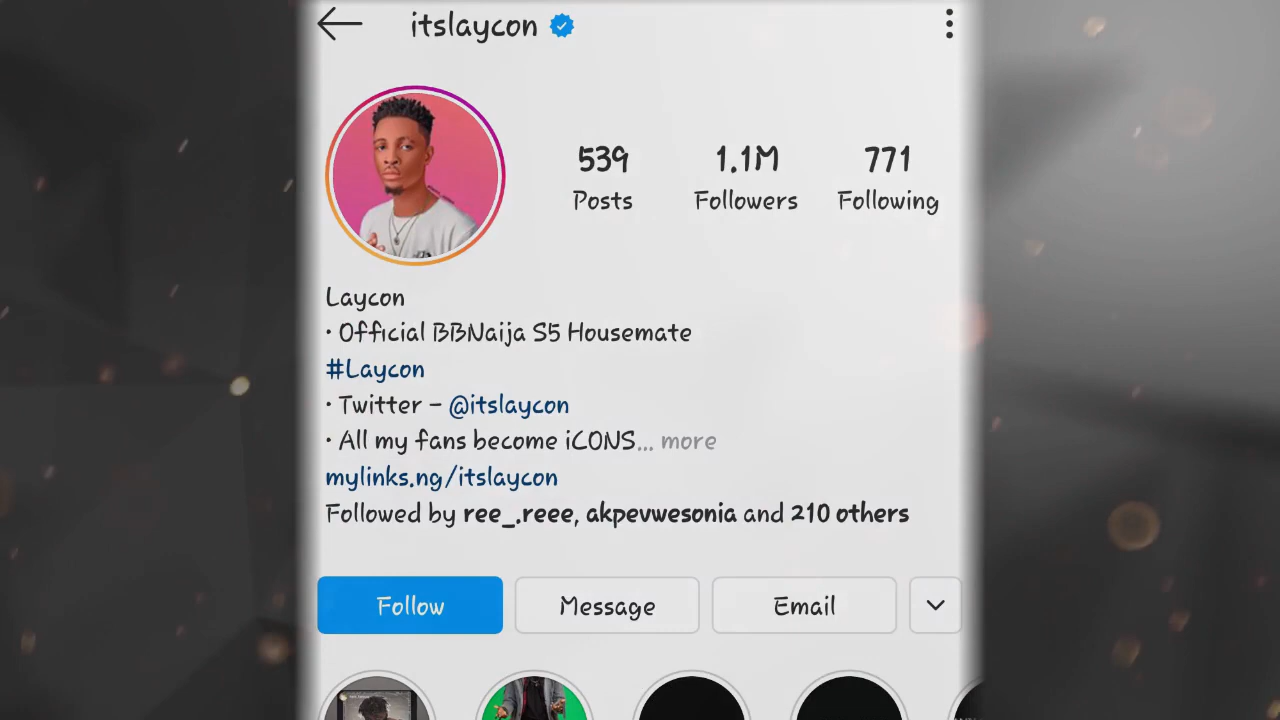 itslaycon
539 1.1M 771
Posts Followers Following
Laycon
• Official BBNaija S5 Housemate
#Laycon
• Twitter - @itslaycon
• All my fans become iCONS... more
mylinks.ng/itslaycon
Followed by ree_.reee, akpevwesonia and 210 others
Follow Message Email